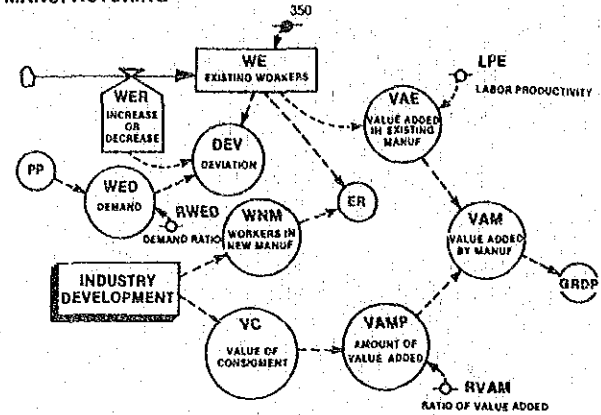 350
WE
EXISTING WORKERS
LPE
LABOR PRODUCTIVITY
WER
INCREASE
OR
DECREASE
VAE
VALUE ADDED
IN EXISTING
MANUF
DEV
DEVIATION
PP
WED
DEMAND
RWED
DEMAND RATIO
WNM
WORKERS IN
NEW MANUF
ER
VAM
VALUE ADDED
BY MANUF
GRDP
INDUSTRY
DEVELOPMENT
VC
VALUE OF
CONSIGMENT
VAMP
AMOUNT OF
VALUE ADDED
RVAM
RATIO OF VALUE ADDED